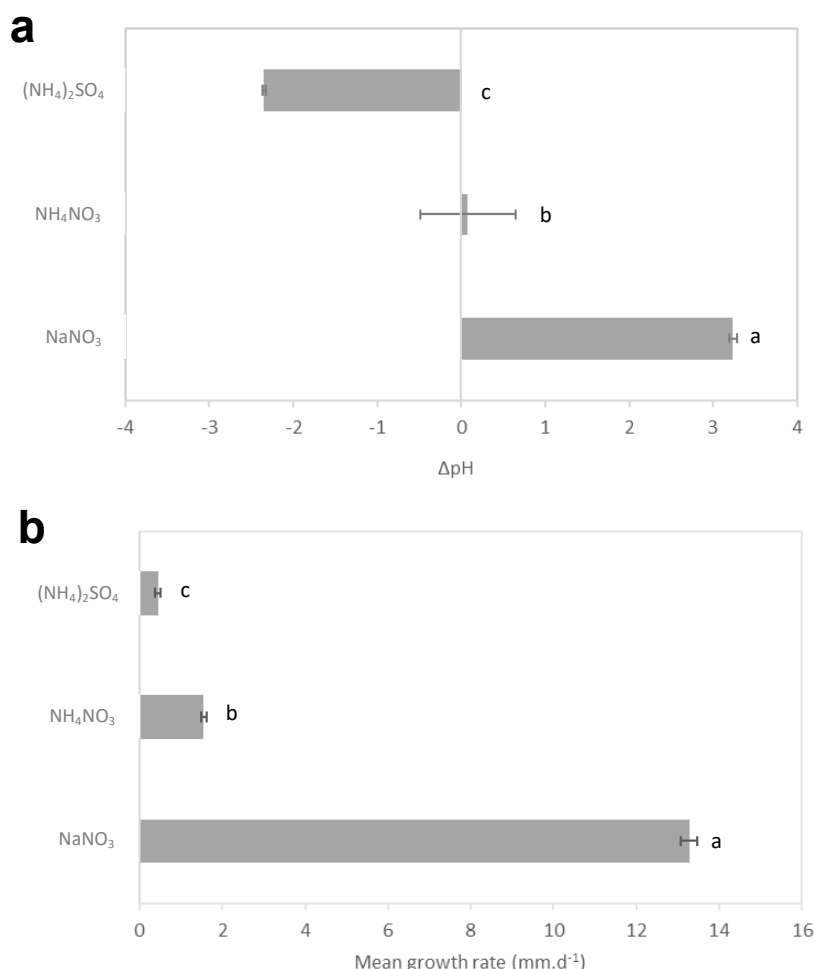 a
(NH₄)₂SO₄
c
NH₄NO₃
b
NaNO₃
a
-4 -3 -2 -1 0 1 2 3 4
ΔpH
b
(NH₄)₂SO₄
c
NH₄NO₃
b
NaNO₃
a
0 2 4 6 8 10 12 14 16
Mean growth rate (mm.d⁻¹)